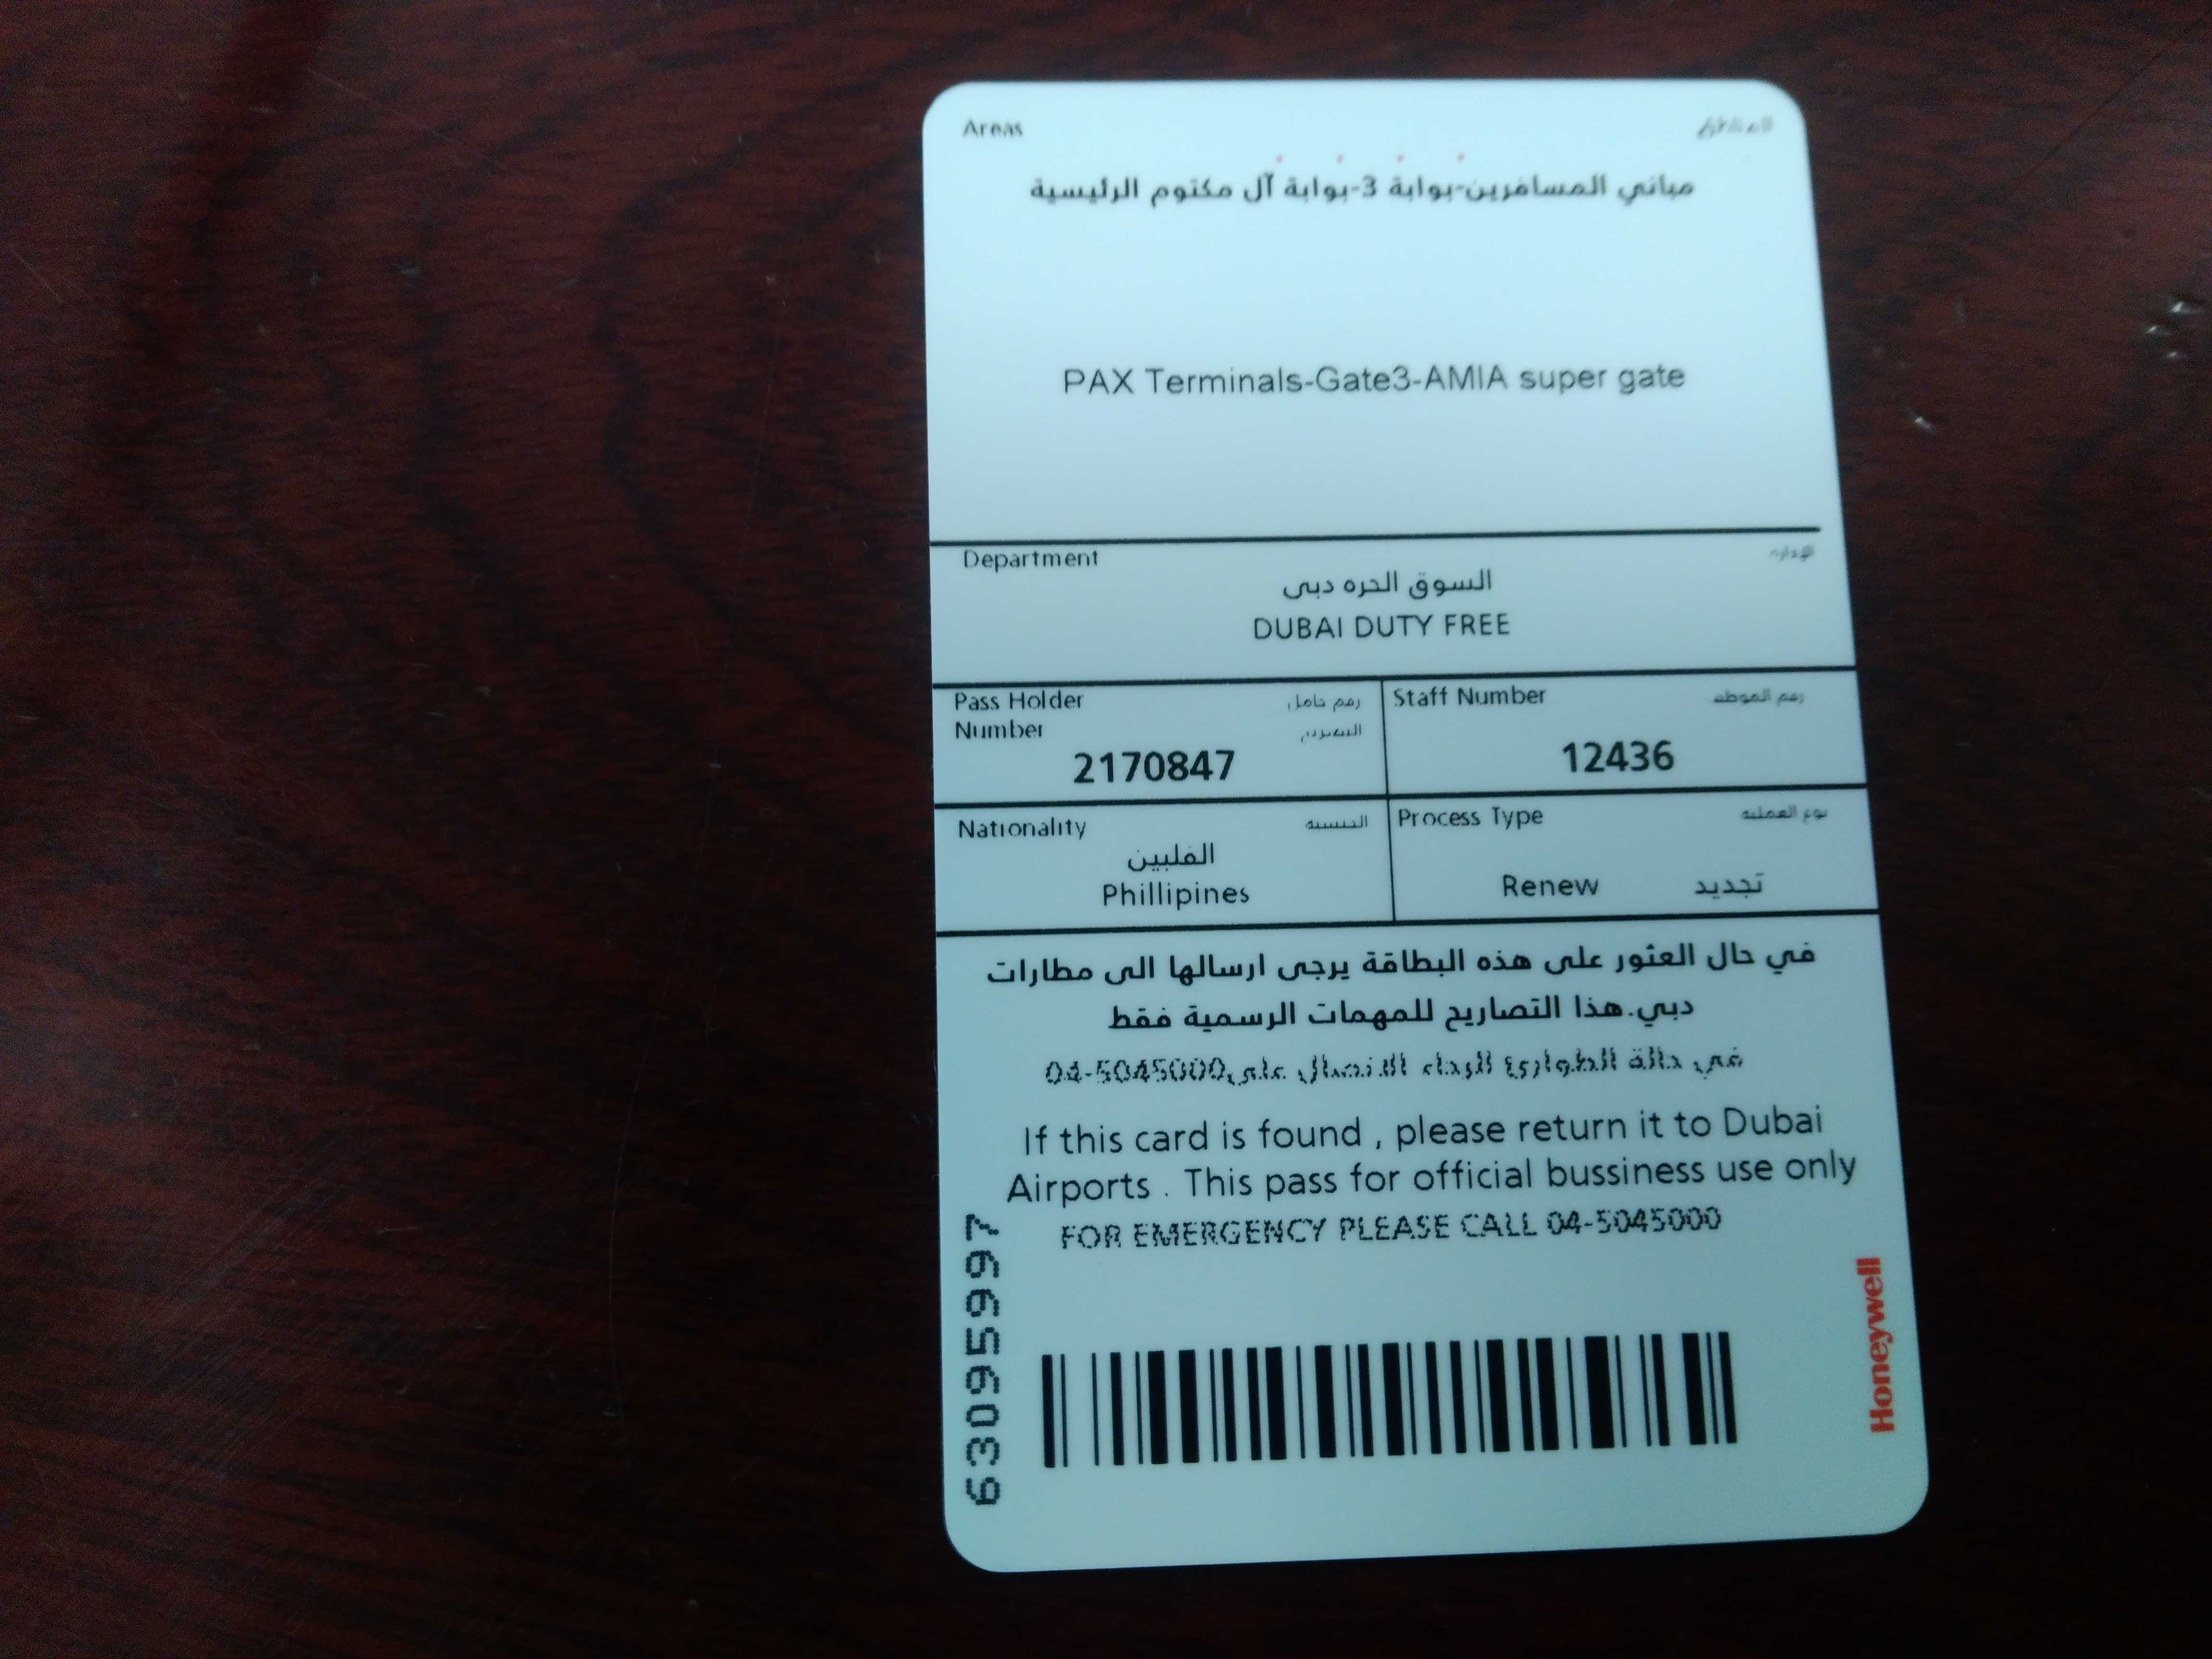 Areas
مباني المسافرين-بوابة 3-بوابة آل مكتوم الرئيسية
PAX Terminals-Gate3-AMIA super gate
Department الإدارة
السوق الحره دبى
DUBAI DUTY FREE
Pass Holder رقم حامل
Number التصريح
2170847
Staff Number رقم الموظف
12436
Nationality الجنسية
الفلبين
Phillipines
Process Type نوع العملية
Renew تجديد
في حال العثور على هذه البطاقة يرجى ارسالها الى مطارات
دبي.هذا التصاريح للمهمات الرسمية فقط
في حالة الطوارئ الرجاء الاتصال على04-5045000
If this card is found , please return it to Dubai
Airports . This pass for official bussiness use only
FOR EMERGENCY PLEASE CALL 04-5045000
63095997
Honeywell